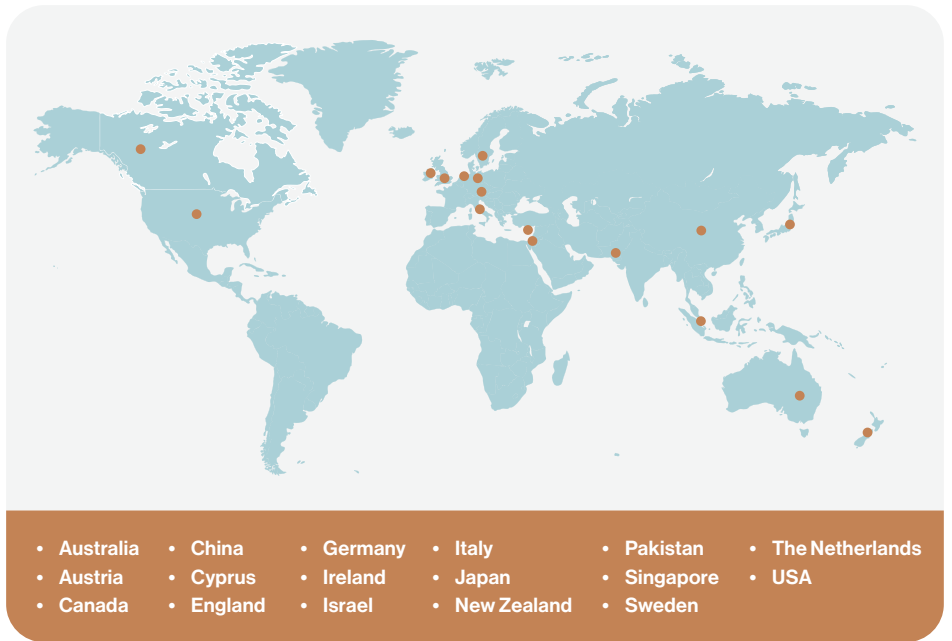 • Australia
• Austria
• Canada
• China
• Cyprus
• England
• Germany
• Ireland
• Israel
• Italy
• Japan
• New Zealand
• Pakistan
• Singapore
• Sweden
• The Netherlands
• USA